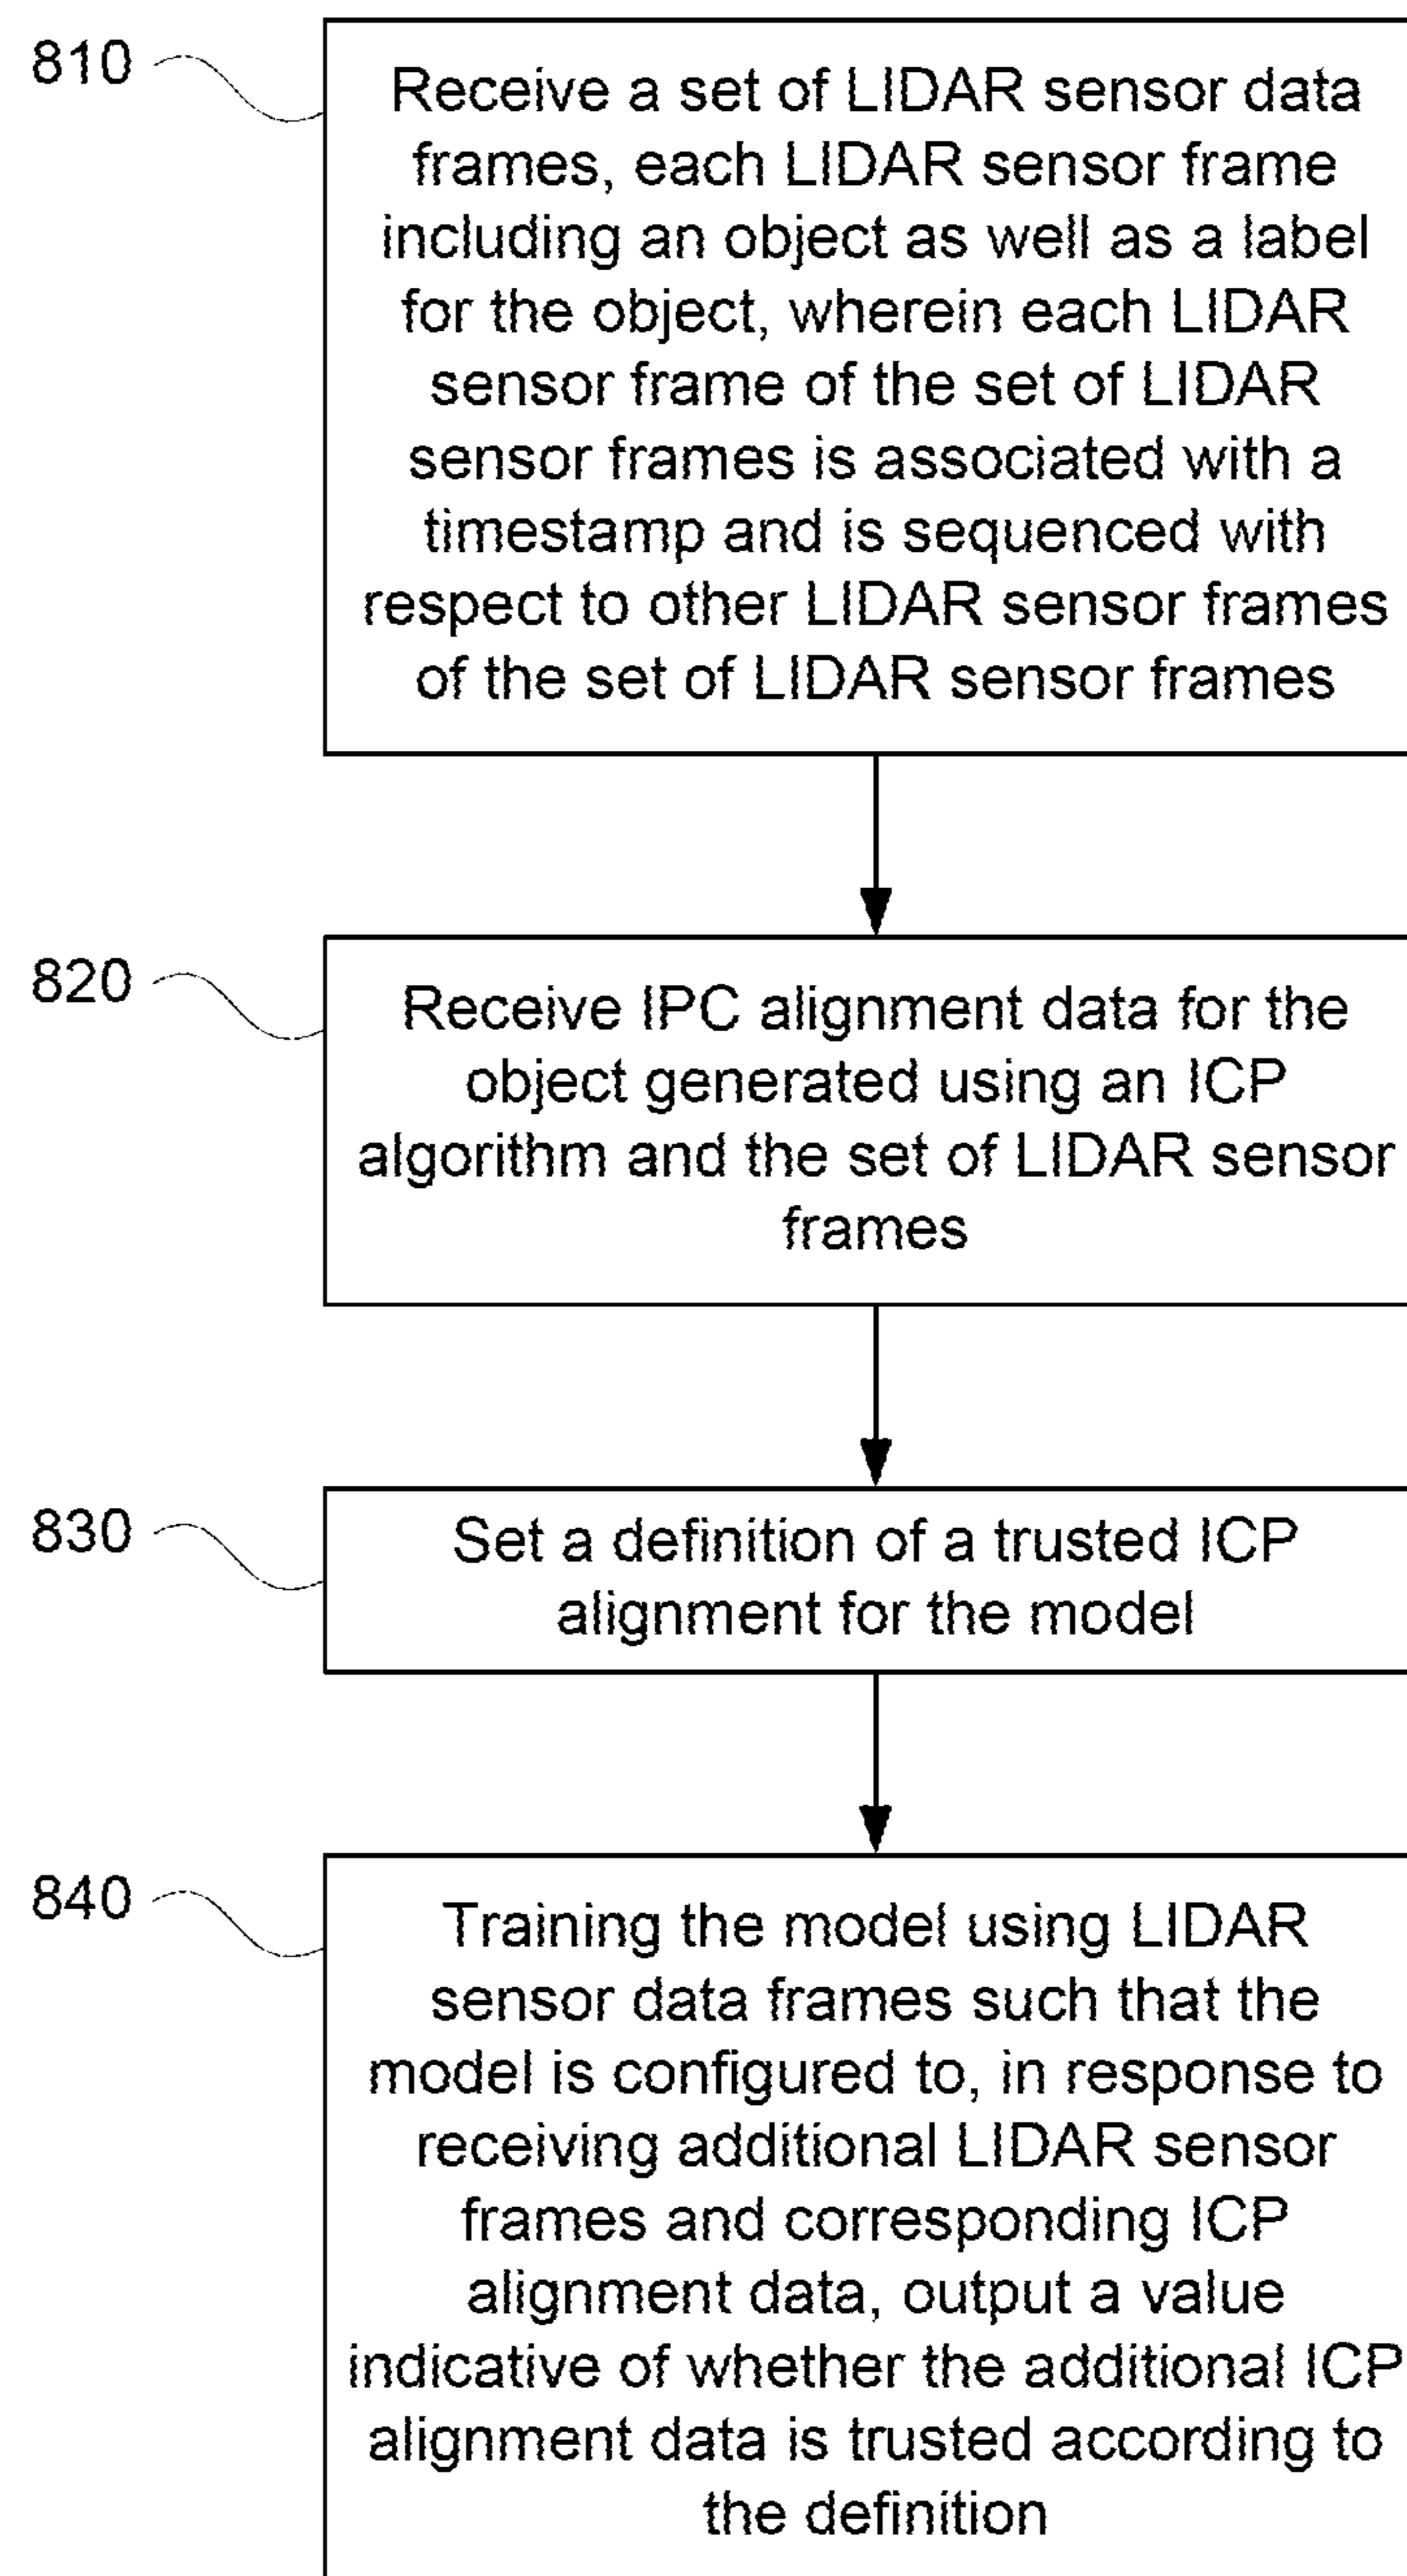 810
Receive a set of LIDAR sensor data
frames, each LIDAR sensor frame
including an object as well as a label
for the object, wherein each LIDAR
sensor frame of the set of LIDAR
sensor frames is associated with a
timestamp and is sequenced with
respect to other LIDAR sensor frames
of the set of LIDAR sensor frames
820
Receive IPC alignment data for the
object generated using an ICP
algorithm and the set of LIDAR sensor
frames
830
Set a definition of a trusted ICP
alignment for the model
840
Training the model using LIDAR
sensor data frames such that the
model is configured to, in response to
receiving additional LIDAR sensor
frames and corresponding ICP
alignment data, output a value
indicative of whether the additional ICP
alignment data is trusted according to
the definition